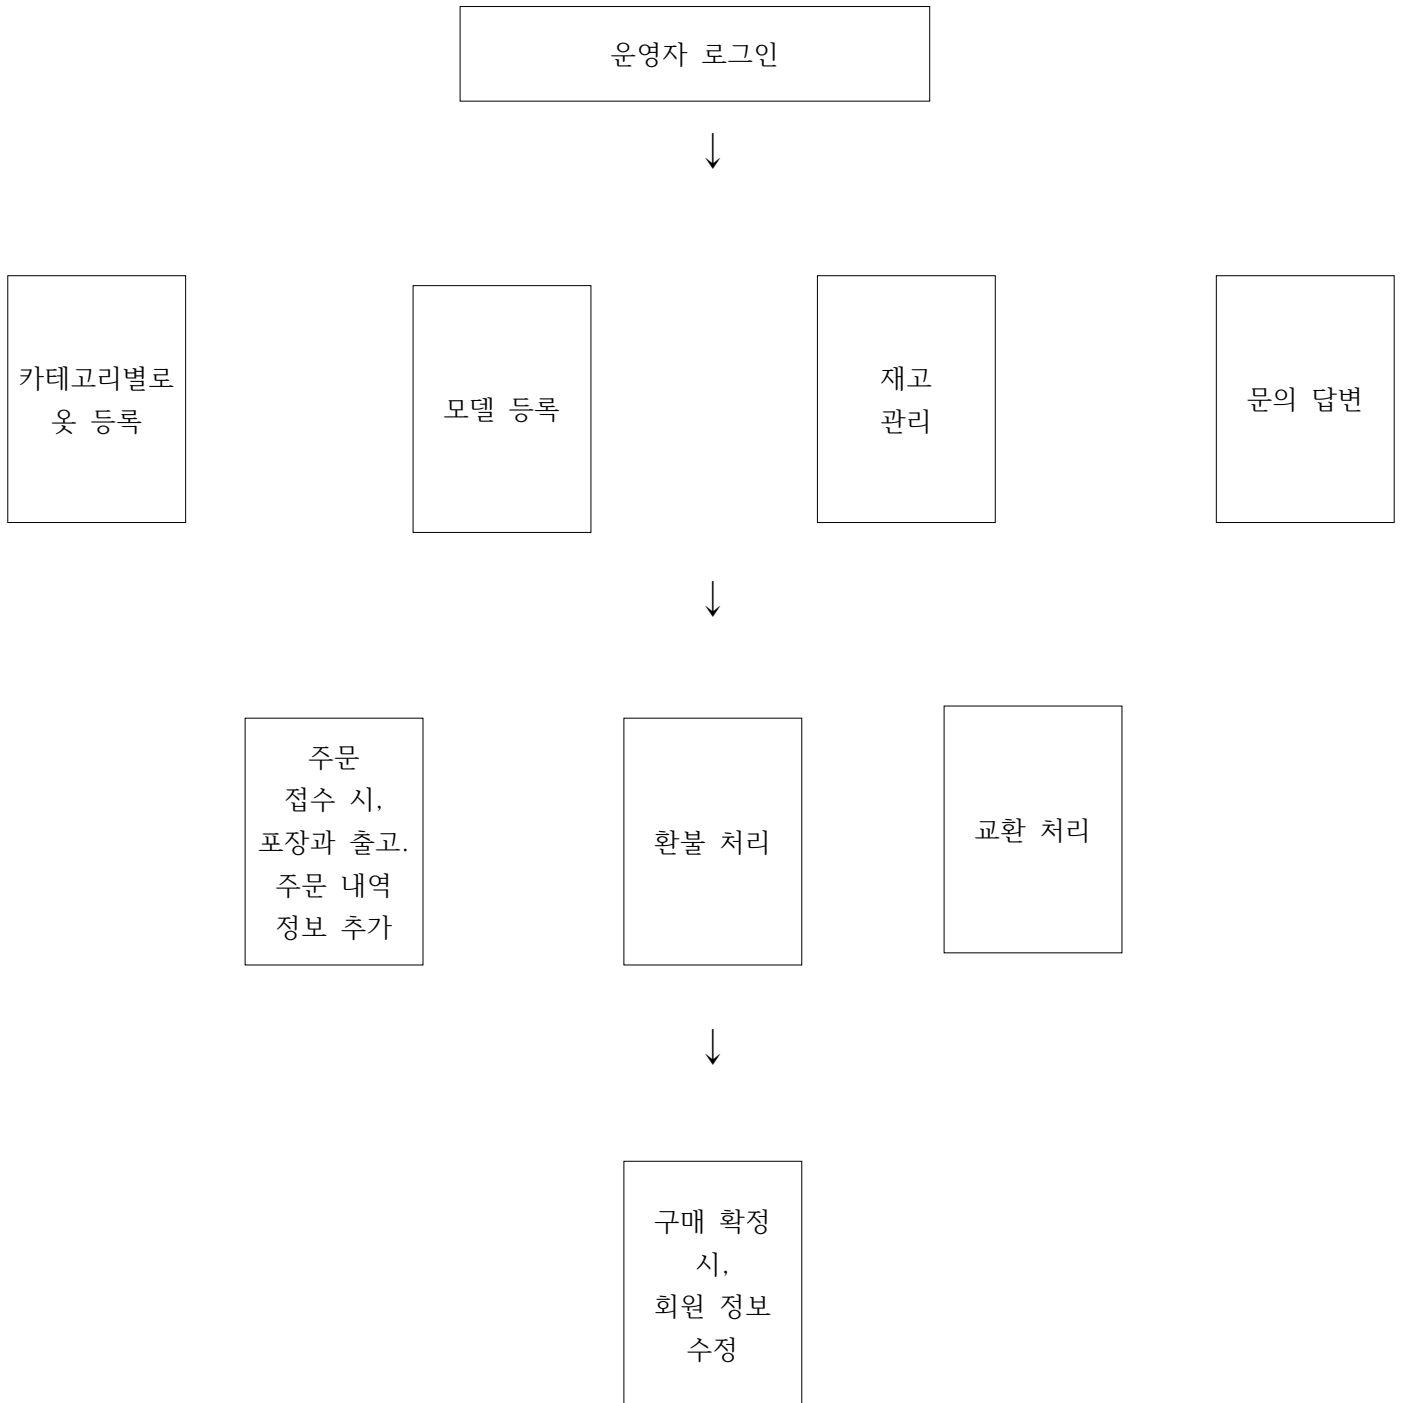 운영자 로그인
↓
카테고리별로
옷 등록
모델 등록
재고
관리
문의 답변
↓
주문
접수 시,
포장과 출고.
주문 내역
정보 추가
환불 처리
교환 처리
↓
구매 확정
시,
회원 정보
수정